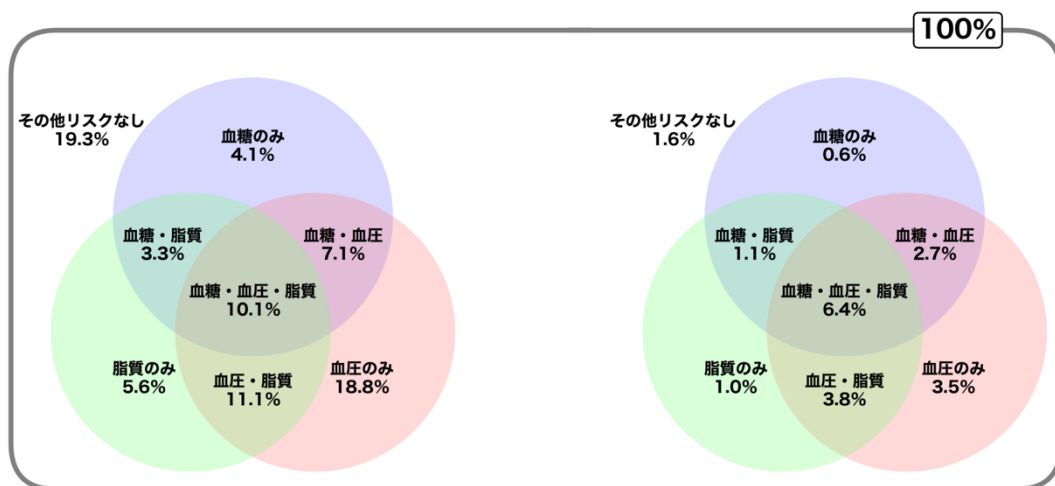 100%
その他リスクなし
19.3%
血糖のみ
4.1%
血糖・脂質
3.3%
血糖・血圧
7.1%
血糖・血圧・脂質
10.1%
脂質のみ
5.6%
血圧・脂質
11.1%
血圧のみ
18.8%
その他リスクなし
1.6%
血糖のみ
0.6%
血糖・脂質
1.1%
血糖・血圧
2.7%
血糖・血圧・脂質
6.4%
脂質のみ
1.0%
血圧・脂質
3.8%
血圧のみ
3.5%